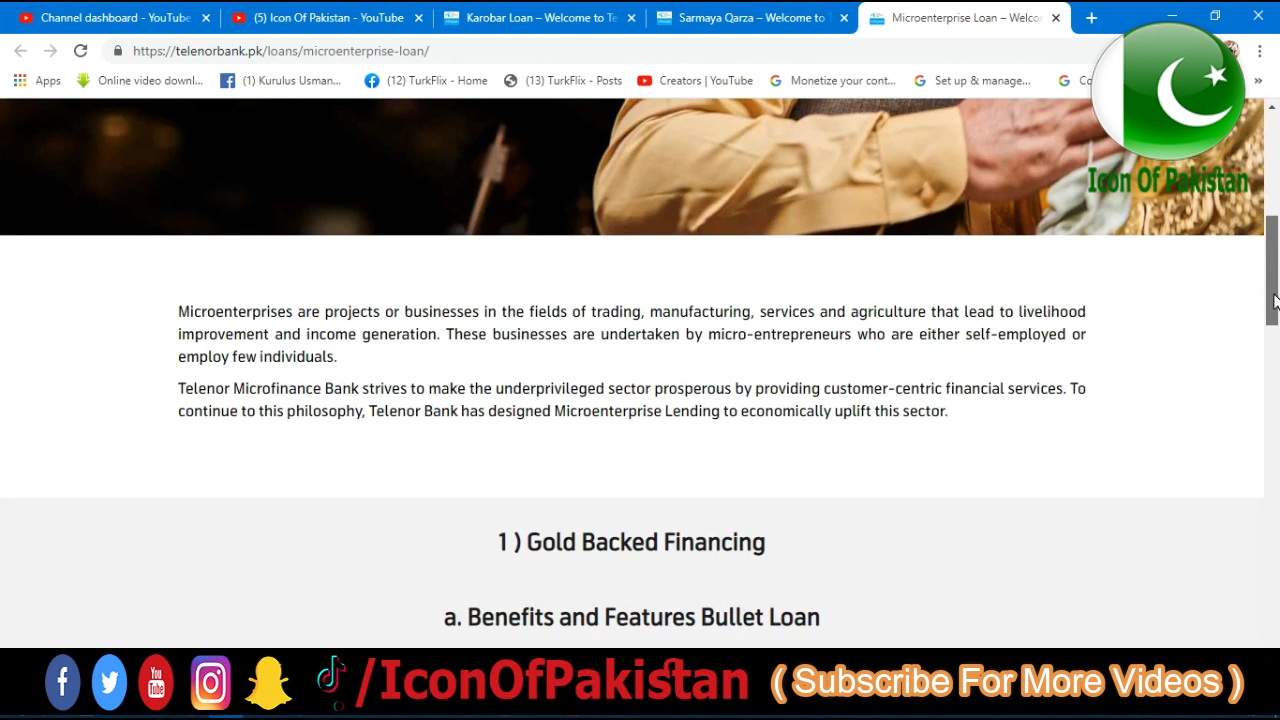 Channel dashboard - YouTube
(5) Icon Of Pakistan - YouTube
Karobar Loan – Welcome to Te
Sarmaya Qarza – Welcome to T
Microenterprise Loan – Welcor
https://telenorbank.pk/loans/microenterprise-loan/
Apps
Online video downl...
(1) Kurulus Usman...
(12) TurkFlix - Home
(13) TurkFlix - Posts
Creators | YouTube
Monetize your cont...
Set up & manage...
Co
Icon Of Pakistan
Microenterprises are projects or businesses in the fields of trading, manufacturing, services and agriculture that lead to livelihood
improvement and income generation. These businesses are undertaken by micro-entrepreneurs who are either self-employed or
employ few individuals.
Telenor Microfinance Bank strives to make the underprivileged sector prosperous by providing customer-centric financial services. To
continue to this philosophy, Telenor Bank has designed Microenterprise Lending to economically uplift this sector.
1 ) Gold Backed Financing
a. Benefits and Features Bullet Loan
You
Tube
/IconOfPakistan
( Subscribe For More Videos )